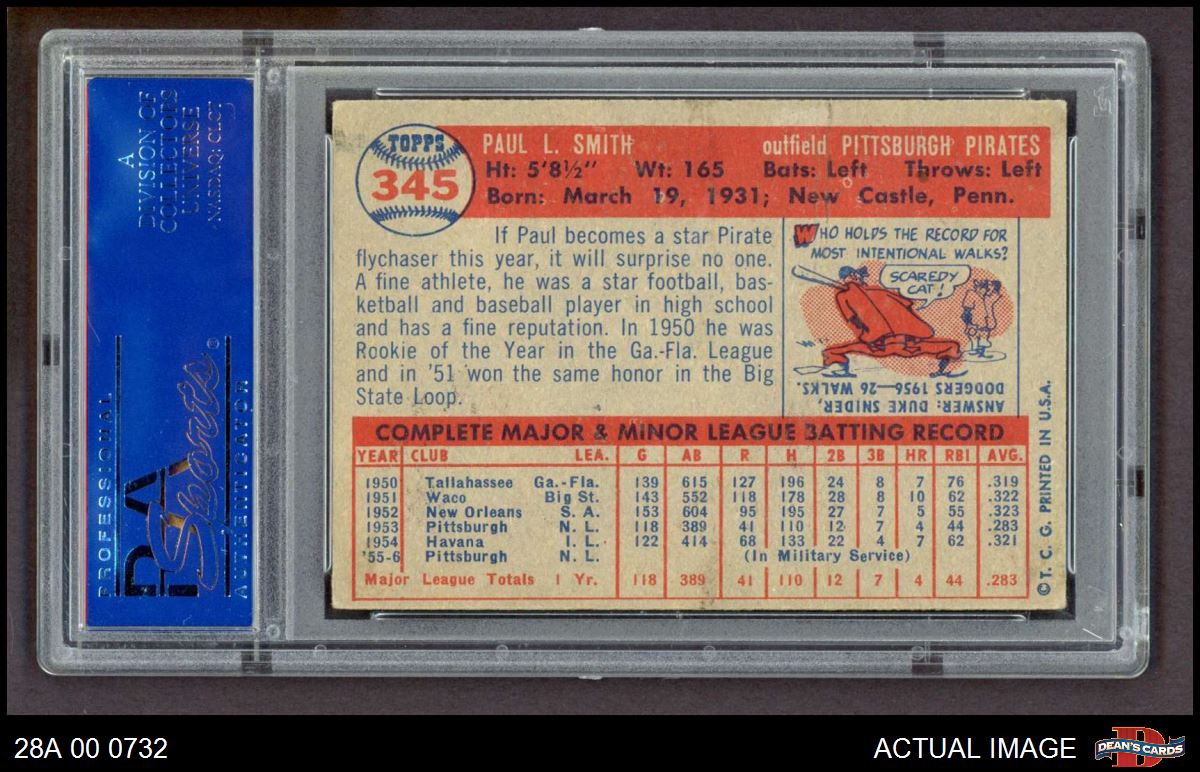 A
DIVISION OF
COLLECTORS
UNIVERSE
NASDAQ: CLCT
PROFESSIONAL
PSA
Sports®
AUTHENTICATOR
TOPPS
345
PAUL L. SMITH outfield PITTSBURGH PIRATES
Ht: 5'8½" Wt: 165 Bats: Left Throws: Left
Born: March 19, 1931; New Castle, Penn.
If Paul becomes a star Pirate
flychaser this year, it will surprise no one.
A fine athlete, he was a star football, bas-
ketball and baseball player in high school
and has a fine reputation. In 1950 he was
Rookie of the Year in the Ga.-Fla. League
and in '51 won the same honor in the Big
State Loop.
WHO HOLDS THE RECORD FOR
MOST INTENTIONAL WALKS?
SCAREDY
CAT!
ANSWER: DUKE SNIDER,
DODGERS 1956—26 WALKS.
COMPLETE MAJOR & MINOR LEAGUE BATTING RECORD
YEAR CLUB LEA. G AB R H 2B 3B HR RBI AVG.
1950 Tallahassee Ga.-Fla. 139 615 127 196 24 8 7 76 .319
1951 Waco Big St. 143 552 118 178 28 8 10 62 .322
1952 New Orleans S. A. 153 604 95 195 27 7 5 55 .323
1953 Pittsburgh N. L. 118 389 41 110 12 7 4 44 .283
1954 Havana I. L. 122 414 68 133 22 4 7 62 .321
'55-6 Pittsburgh N. L. (In Military Service)
Major League Totals 1 Yr. 118 389 41 110 12 7 4 44 .283
©T. C. G. PRINTED IN U.S.A.
28A 00 0732
ACTUAL IMAGE
D
DEAN'S CARDS